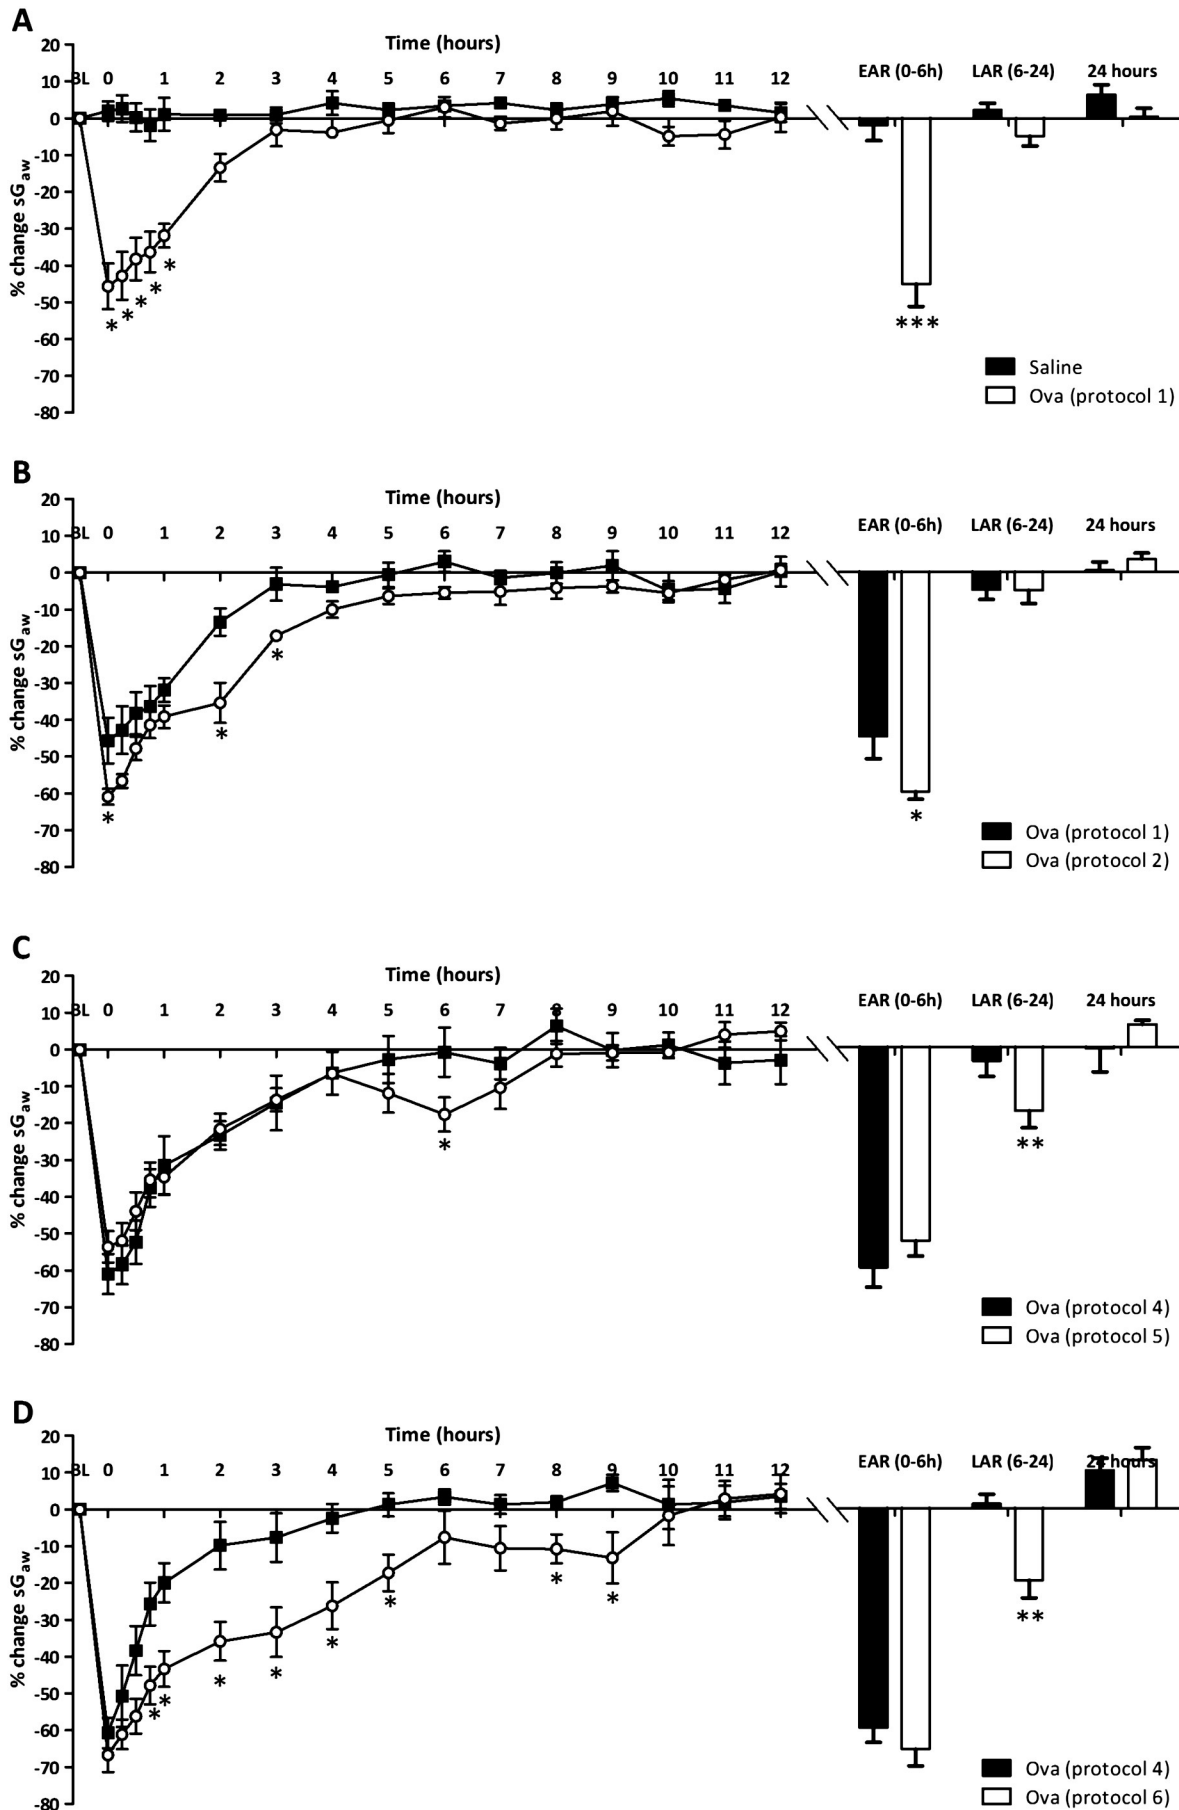 A
Time (hours)
BL 0 1 2 3 4 5 6 7 8 9 10 11 12 EAR (0-6h) LAR (6-24) 24 hours
% change sGaw
20
10
0
-10
-20
-30
-40
-50
-60
-70
-80
* * * * *
***
Saline
Ova (protocol 1)
B
Time (hours)
BL 0 1 2 3 4 5 6 7 8 9 10 11 12 EAR (0-6h) LAR (6-24) 24 hours
% change sGaw
20
10
0
-10
-20
-30
-40
-50
-60
-70
-80
* * *
*
Ova (protocol 1)
Ova (protocol 2)
C
Time (hours)
BL 0 1 2 3 4 5 6 7 8 9 10 11 12 EAR (0-6h) LAR (6-24) 24 hours
% change sGaw
20
10
0
-10
-20
-30
-40
-50
-60
-70
-80
*
**
Ova (protocol 4)
Ova (protocol 5)
D
Time (hours)
BL 0 1 2 3 4 5 6 7 8 9 10 11 12 EAR (0-6h) LAR (6-24) 24 hours
% change sGaw
20
10
0
-10
-20
-30
-40
-50
-60
-70
-80
* * * * * * * *
**
Ova (protocol 4)
Ova (protocol 6)